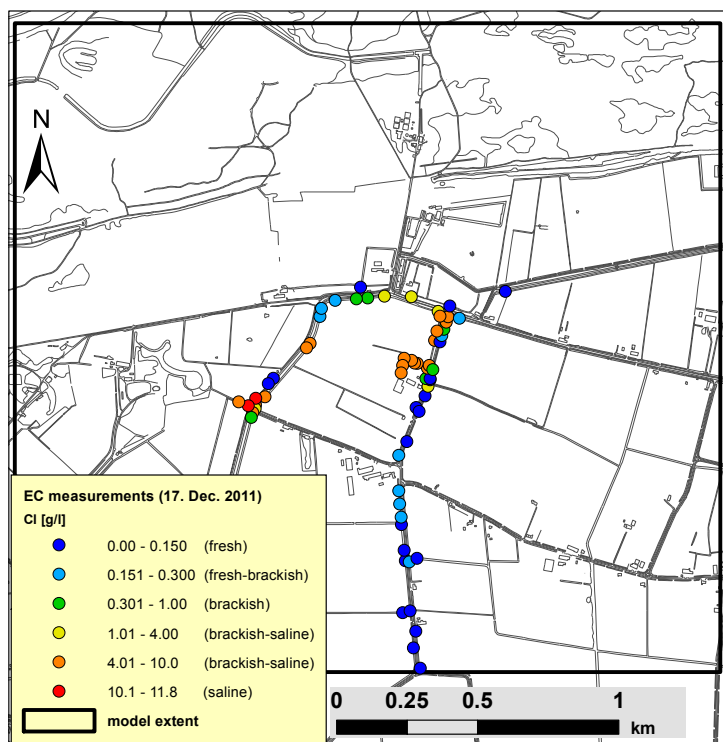 N
EC measurements (17. Dec. 2011)
Cl [g/l]
0.00 - 0.150 (fresh)
0.151 - 0.300 (fresh-brackish)
0.301 - 1.00 (brackish)
1.01 - 4.00 (brackish-saline)
4.01 - 10.0 (brackish-saline)
10.1 - 11.8 (saline)
model extent
0 0.25 0.5 1
km